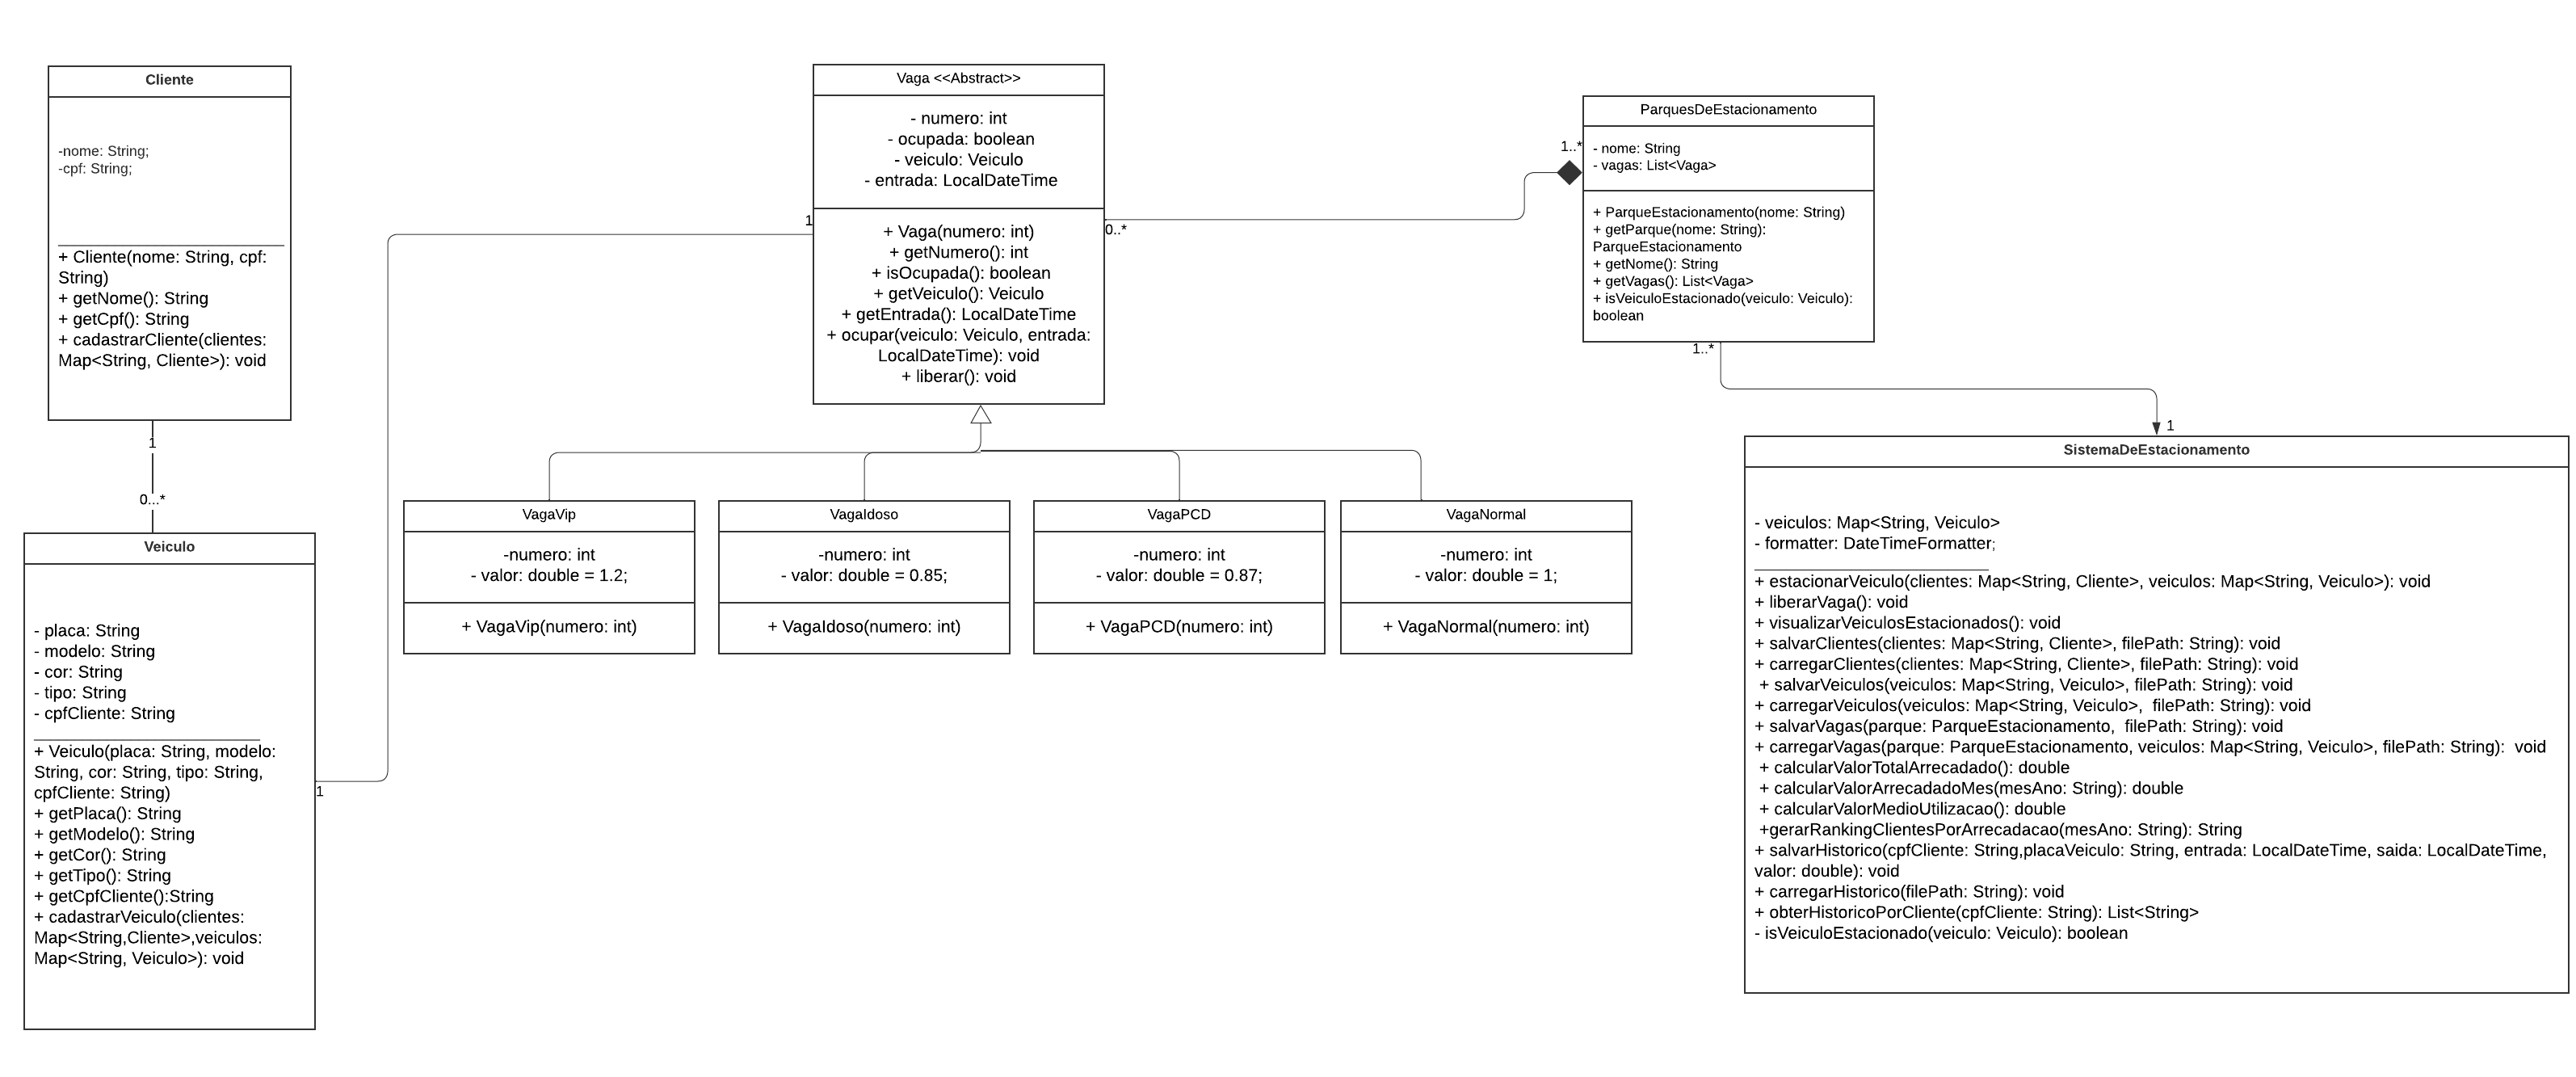 Cliente
-nome: String;
-cpf: String;
+ Cliente(nome: String, cpf:
String)
+ getNome(): String
+ getCpf(): String
+ cadastrarCliente(clientes:
Map<String, Cliente>): void
1
0...*
Veiculo
- placa: String
- modelo: String
- cor: String
- tipo: String
- cpfCliente: String
+ Veiculo(placa: String, modelo:
String, cor: String, tipo: String,
cpfCliente: String)
+ getPlaca(): String
+ getModelo(): String
+ getCor(): String
+ getTipo(): String
+ getCpfCliente():String
+ cadastrarVeiculo(clientes:
Map<String,Cliente>,veiculos:
Map<String, Veiculo>): void
1
1
Vaga <<Abstract>>
- numero: int
- ocupada: boolean
- veiculo: Veiculo
- entrada: LocalDateTime
+ Vaga(numero: int)
+ getNumero(): int
+ isOcupada(): boolean
+ getVeiculo(): Veiculo
+ getEntrada(): LocalDateTime
+ ocupar(veiculo: Veiculo, entrada:
LocalDateTime): void
+ liberar(): void
0..*
1..*
VagaVip
-numero: int
- valor: double = 1.2;
+ VagaVip(numero: int)
VagaIdoso
-numero: int
- valor: double = 0.85;
+ VagaIdoso(numero: int)
VagaPCD
-numero: int
- valor: double = 0.87;
+ VagaPCD(numero: int)
VagaNormal
-numero: int
- valor: double = 1;
+ VagaNormal(numero: int)
ParquesDeEstacionamento
- nome: String
- vagas: List<Vaga>
+ ParqueEstacionamento(nome: String)
+ getParque(nome: String):
ParqueEstacionamento
+ getNome(): String
+ getVagas(): List<Vaga>
+ isVeiculoEstacionado(veiculo: Veiculo):
boolean
1..*
1
SistemaDeEstacionamento
- veiculos: Map<String, Veiculo>
- formatter: DateTimeFormatter;
+ estacionarVeiculo(clientes: Map<String, Cliente>, veiculos: Map<String, Veiculo>): void
+ liberarVaga(): void
+ visualizarVeiculosEstacionados(): void
+ salvarClientes(clientes: Map<String, Cliente>, filePath: String): void
+ carregarClientes(clientes: Map<String, Cliente>, filePath: String): void
+ salvarVeiculos(veiculos: Map<String, Veiculo>, filePath: String): void
+ carregarVeiculos(veiculos: Map<String, Veiculo>,  filePath: String): void
+ salvarVagas(parque: ParqueEstacionamento,  filePath: String): void
+ carregarVagas(parque: ParqueEstacionamento, veiculos: Map<String, Veiculo>, filePath: String):  void
+ calcularValorTotalArrecadado(): double
+ calcularValorArrecadadoMes(mesAno: String): double
+ calcularValorMedioUtilizacao(): double
+gerarRankingClientesPorArrecadacao(mesAno: String): String
+ salvarHistorico(cpfCliente: String,placaVeiculo: String, entrada: LocalDateTime, saida: LocalDateTime,
valor: double): void
+ carregarHistorico(filePath: String): void
+ obterHistoricoPorCliente(cpfCliente: String): List<String>
- isVeiculoEstacionado(veiculo: Veiculo): boolean